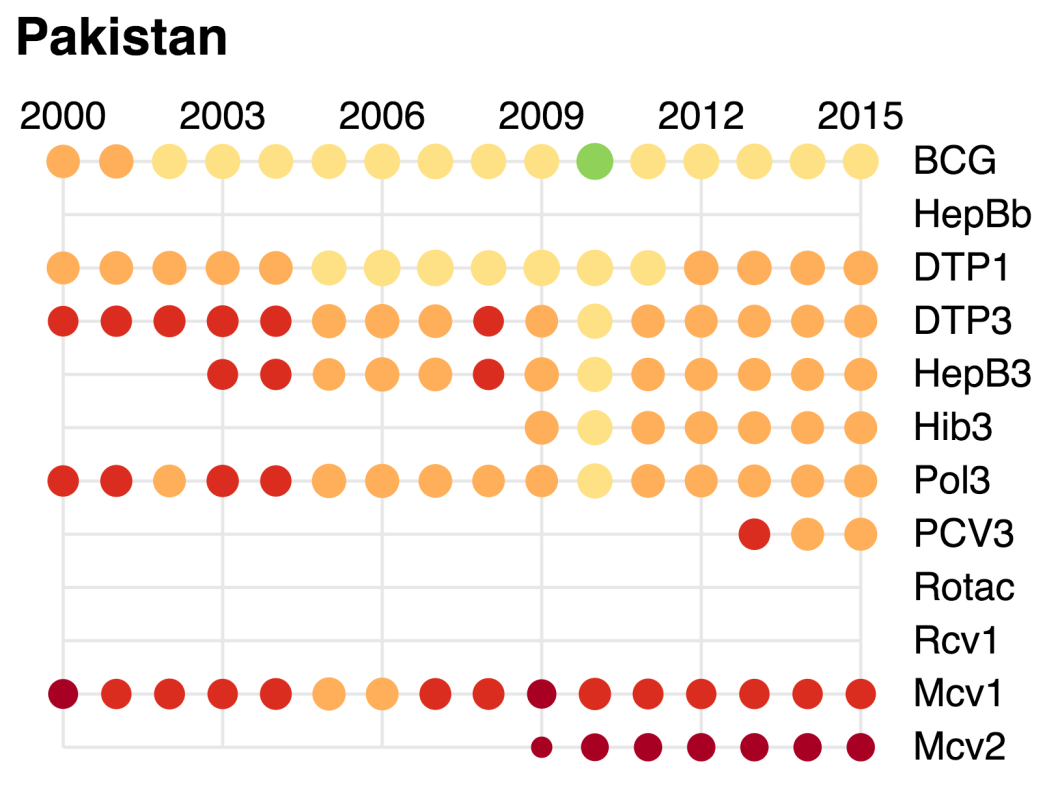 Pakistan
2000 2003 2006 2009 2012 2015
BCG
HepBb
DTP1
DTP3
HepB3
Hib3
Pol3
PCV3
Rotac
Rcv1
Mcv1
Mcv2